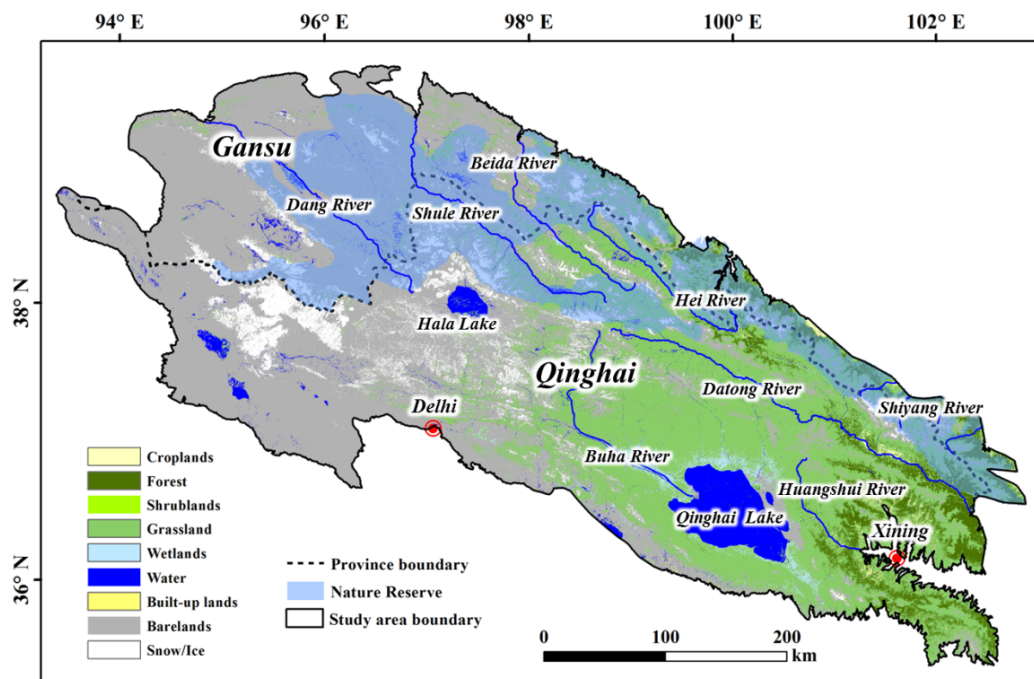 94° E
96° E
98° E
100° E
102° E
38° N
36° N
Gansu
Beida River
Dang River
Shule River
Hei River
Hala Lake
Qinghai
Datong River
Delhi
Shiyang River
Buha River
Huangshui River
Qinghai Lake
Xining
Croplands
Forest
Shrublands
Grassland
Wetlands
Water
Built-up lands
Barelands
Snow/Ice
Province boundary
Nature Reserve
Study area boundary
0 100 200
km